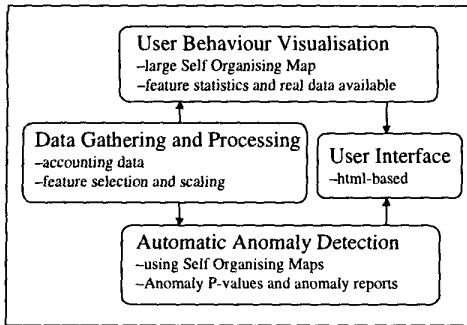 User Behaviour Visualisation
–large Self Organising Map
–feature statistics and real data available
Data Gathering and Processing
–accounting data
–feature selection and scaling
User Interface
–html-based
Automatic Anomaly Detection
–using Self Organising Maps
–Anomaly P-values and anomaly reports